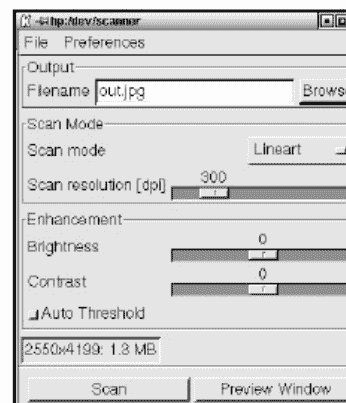 hp:/dev/scanner
File Preferences
Output
Filename out.jpg Browse
Scan Mode
Scan mode Lineart
300
Scan resolution [dpi]
Enhancement
0
Brightness
0
Contrast
Auto Threshold
2550x4199: 1.3 MB
Scan Preview Window